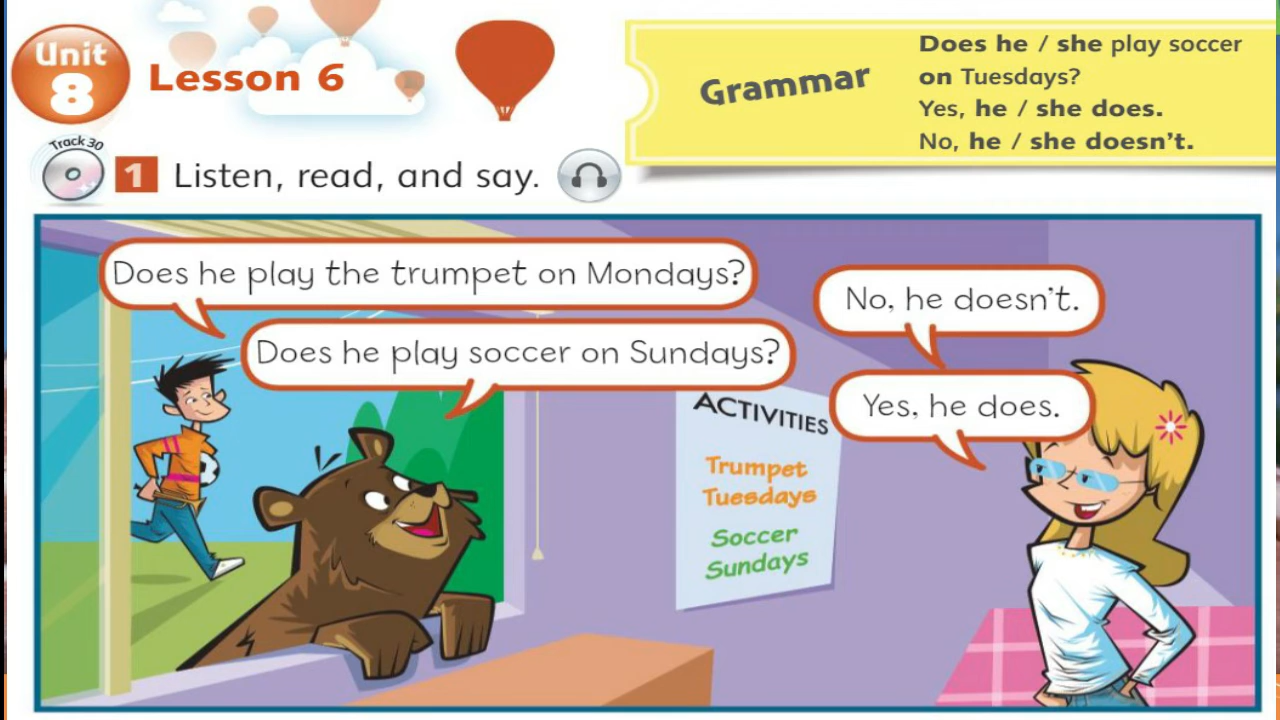 Unit
8
Lesson 6
Grammar
Does he / she play soccer
on Tuesdays?
Yes, he / she does.
No, he / she doesn't.
Track 30
1 Listen, read, and say.
Does he play the trumpet on Mondays?
No, he doesn't.
Does he play soccer on Sundays?
Yes, he does.
ACTIVITIES
Trumpet
Tuesdays
Soccer
Sundays